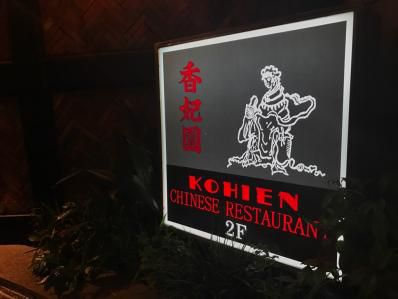 香妃園
KOHIEN
CHINESE RESTAURANT
2F